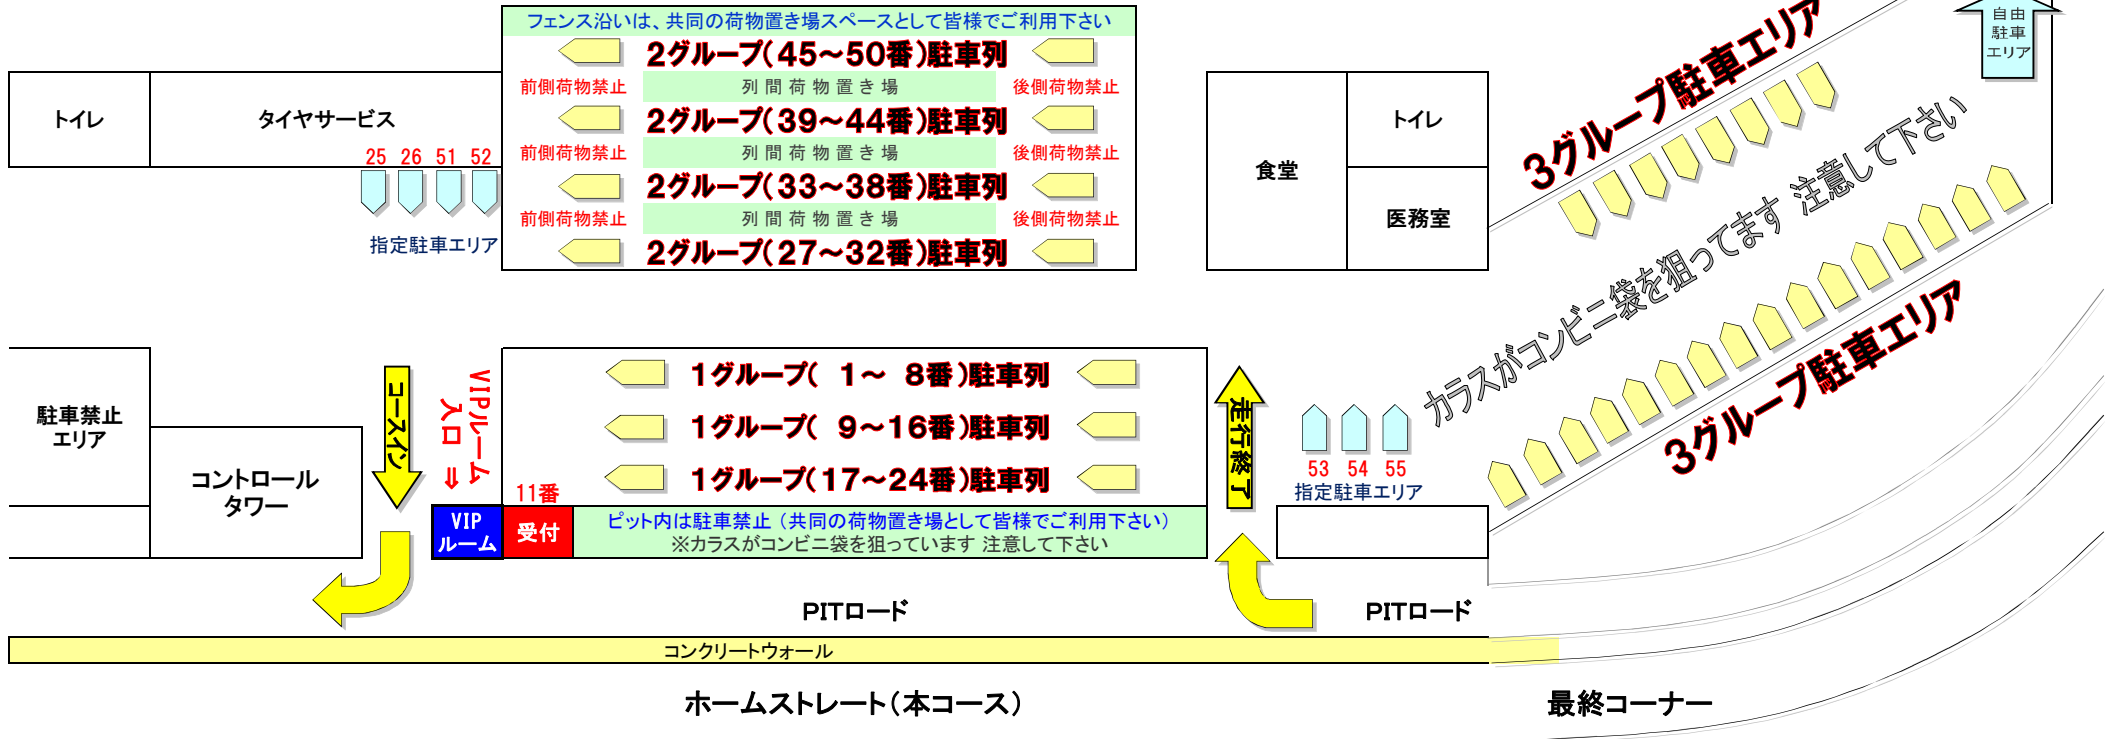 フェンス沿いは、共同の荷物置き場スペースとして皆様でご利用下さい
2グループ(45～50番)駐車列
前側荷物禁止
列間荷物置き場
後側荷物禁止
2グループ(39～44番)駐車列
前側荷物禁止
列間荷物置き場
後側荷物禁止
2グループ(33～38番)駐車列
前側荷物禁止
列間荷物置き場
後側荷物禁止
2グループ(27～32番)駐車列
トイレ
タイヤサービス
25 26 51 52
指定駐車エリア
食堂
トイレ
医務室
自由
駐車
エリア
3グループ駐車エリア
カラスがコンビニ袋を狙ってます 注意して下さい
3グループ駐車エリア
駐車禁止
エリア
コントロール
タワー
コースイン
VIPルーム
入口 ⇒
1グループ( 1～ 8番)駐車列
1グループ( 9～16番)駐車列
1グループ(17～24番)駐車列
11番
VIP
ルーム
受付
ピット内は駐車禁止（共同の荷物置き場として皆様でご利用下さい）
※カラスがコンビニ袋を狙っています 注意して下さい
走行終了
53 54 55
指定駐車エリア
PITロード
PITロード
コンクリートウォール
ホームストレート(本コース)
最終コーナー